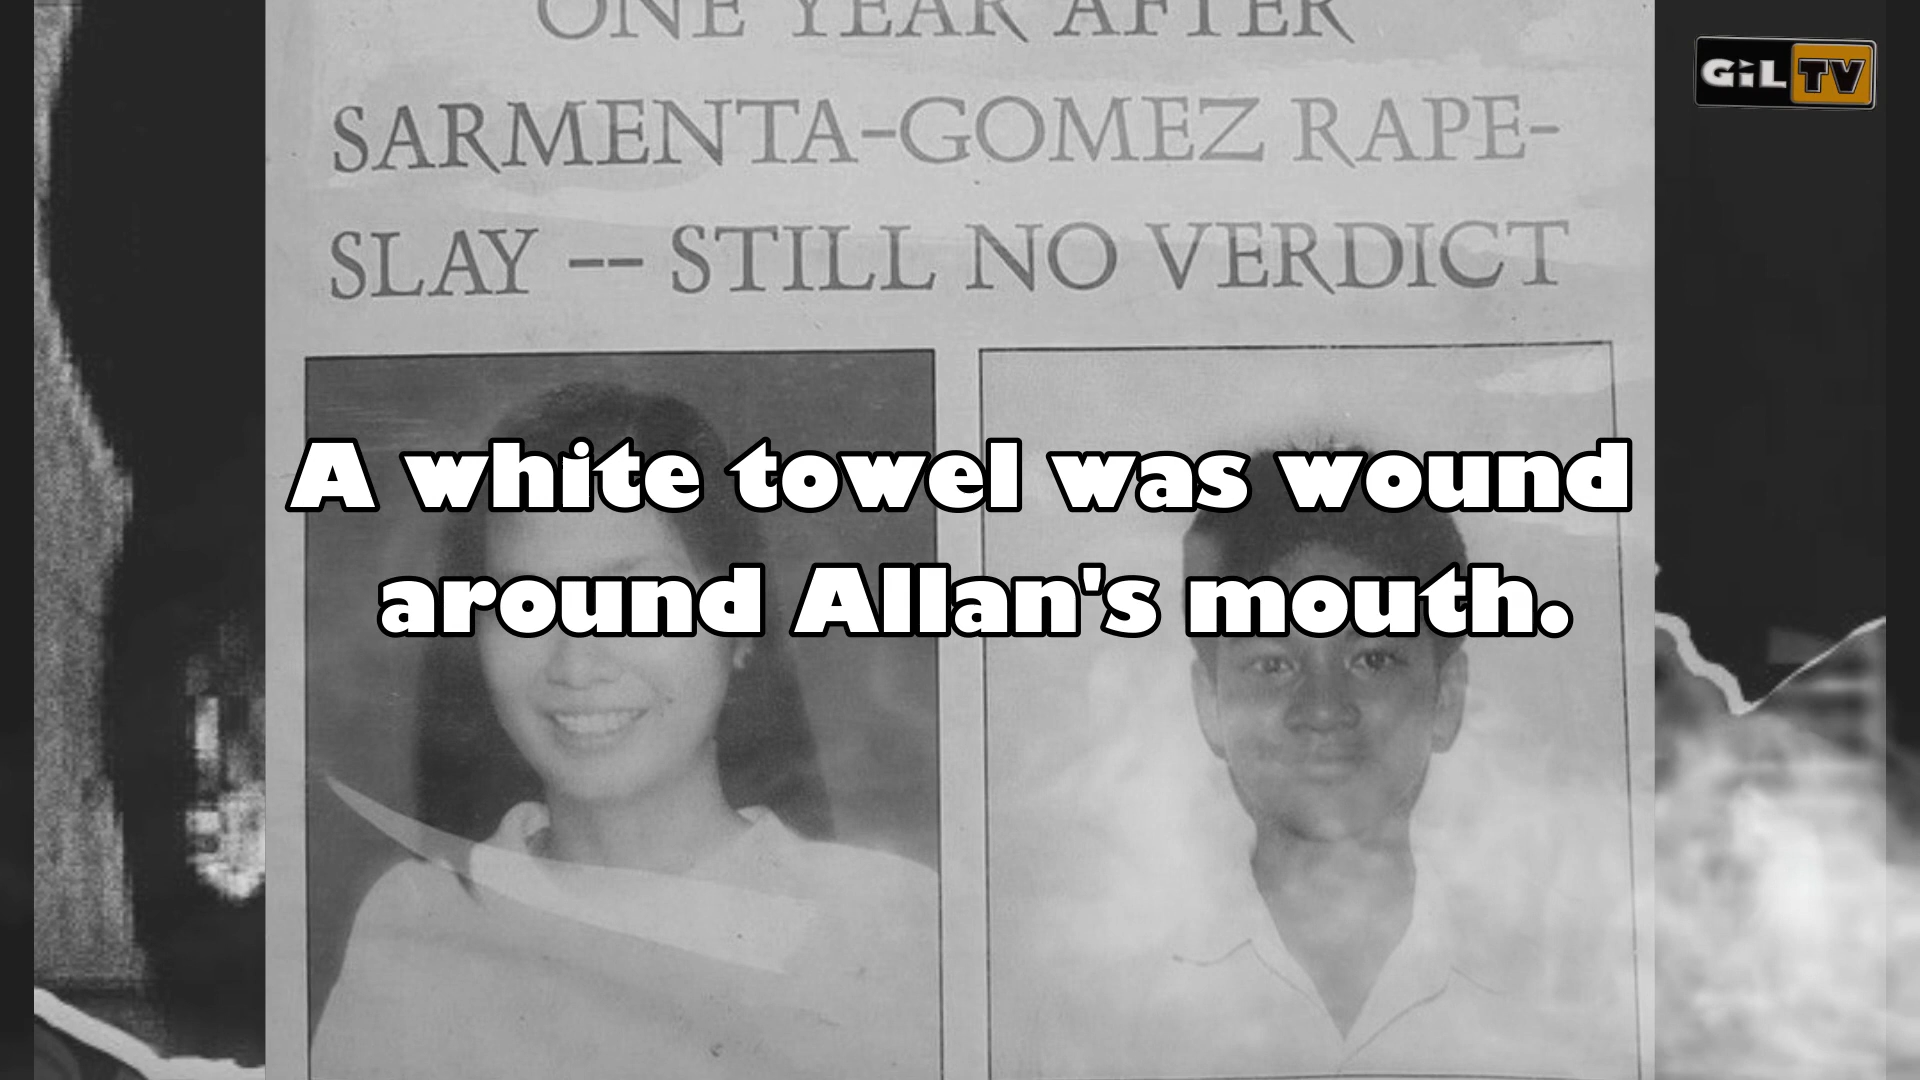 ONE YEAR AFTER
GiL TV
SARMENTA-GOMEZ RAPE-
SLAY -- STILL NO VERDICT
A white towel was wound
around Allan's mouth.